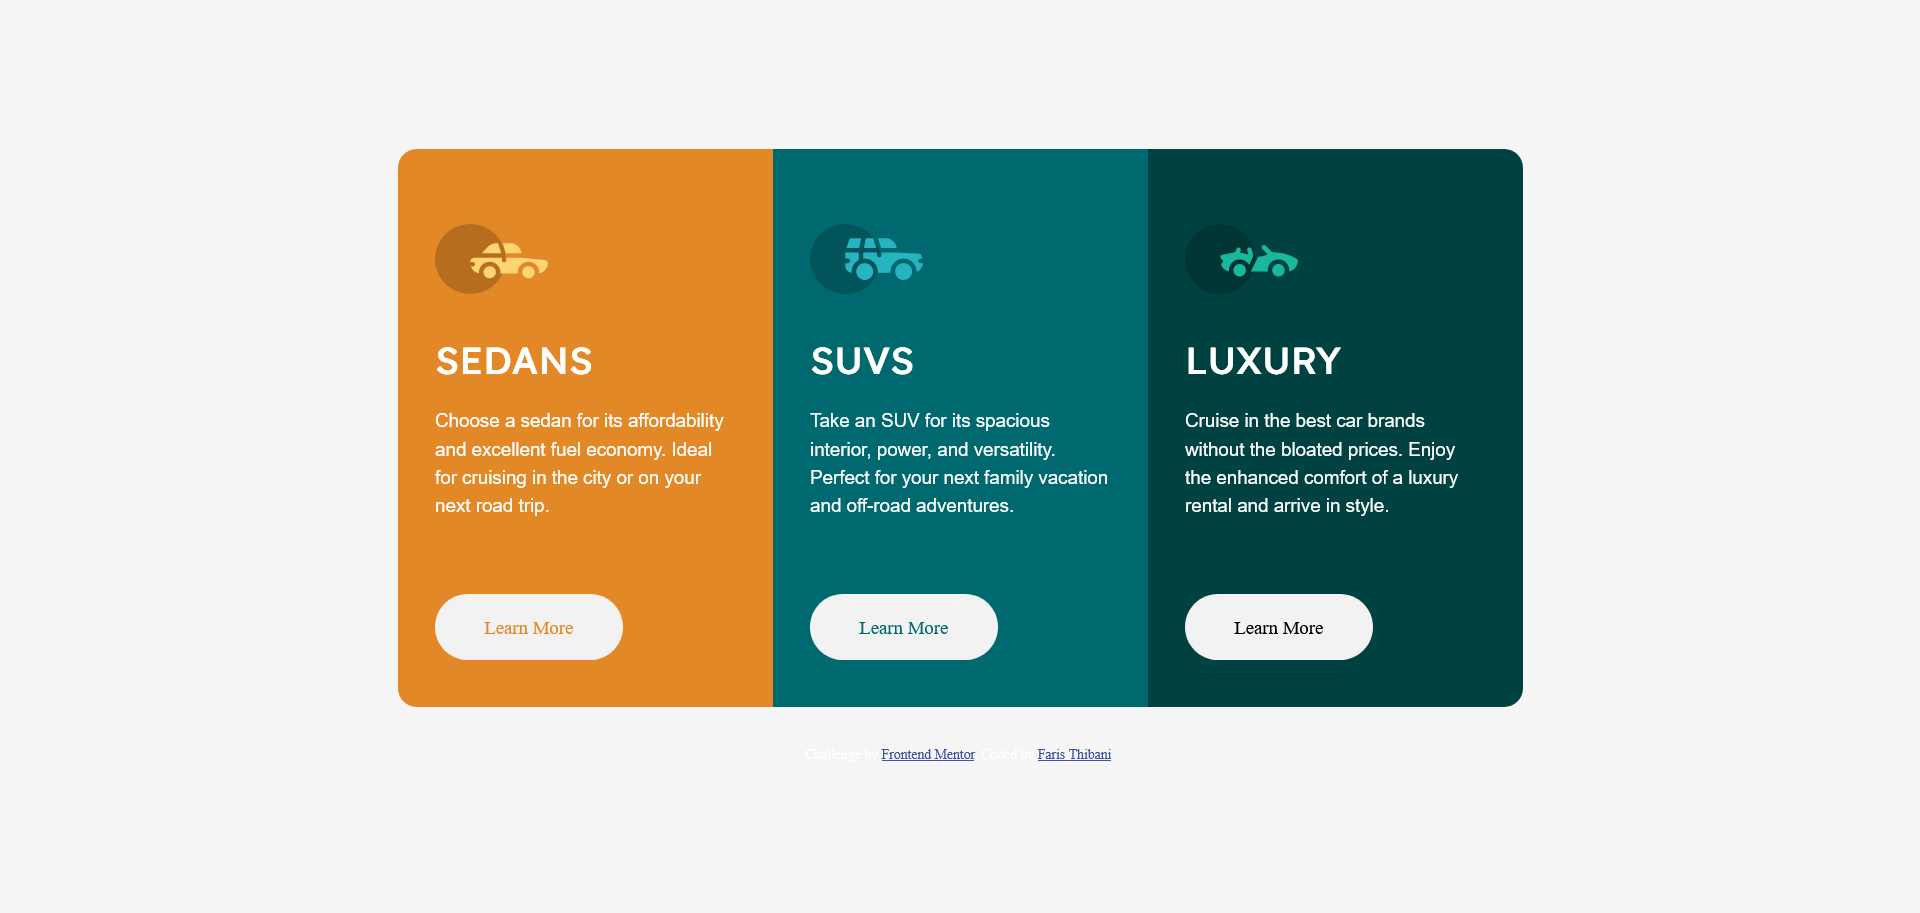 SEDANS
Choose a sedan for its affordability
and excellent fuel economy. Ideal
for cruising in the city or on your
next road trip.
Learn More
SUVS
Take an SUV for its spacious
interior, power, and versatility.
Perfect for your next family vacation
and off-road adventures.
Learn More
LUXURY
Cruise in the best car brands
without the bloated prices. Enjoy
the enhanced comfort of a luxury
rental and arrive in style.
Learn More
Challenge by Frontend Mentor. Coded by Faris Thibani.